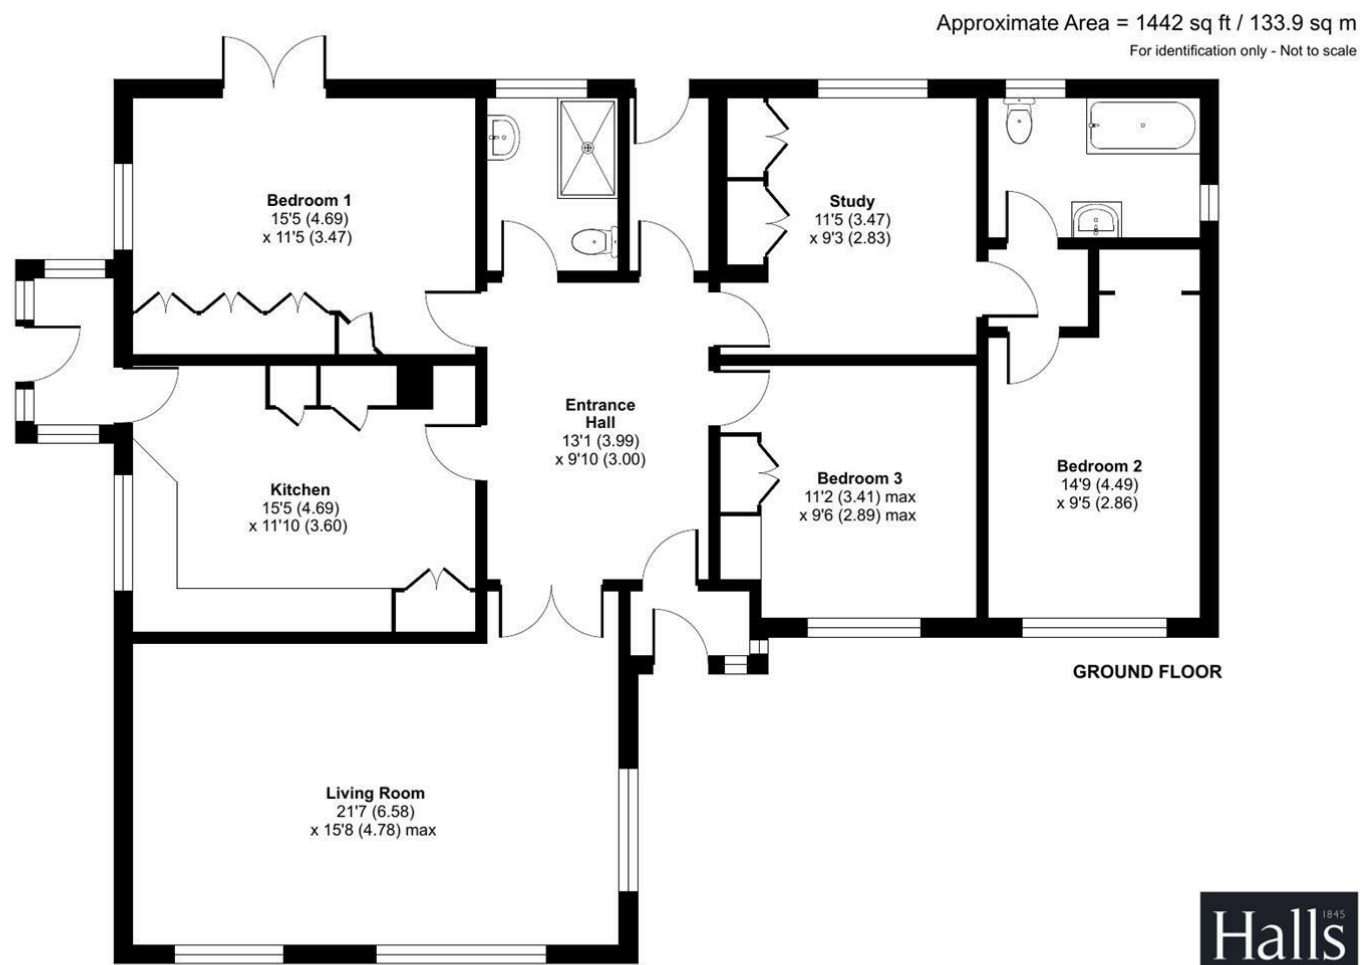 Approximate Area = 1442 sq ft / 133.9 sq m
For identification only - Not to scale
Bedroom 1
15'5 (4.69)
x 11'5 (3.47)
Study
11'5 (3.47)
x 9'3 (2.83)
Entrance
Hall
13'1 (3.99)
x 9'10 (3.00)
Kitchen
15'5 (4.69)
x 11'10 (3.60)
Bedroom 3
11'2 (3.41) max
x 9'6 (2.89) max
Bedroom 2
14'9 (4.49)
x 9'5 (2.86)
GROUND FLOOR
Living Room
21'7 (6.58)
x 15'8 (4.78) max
1845
Halls